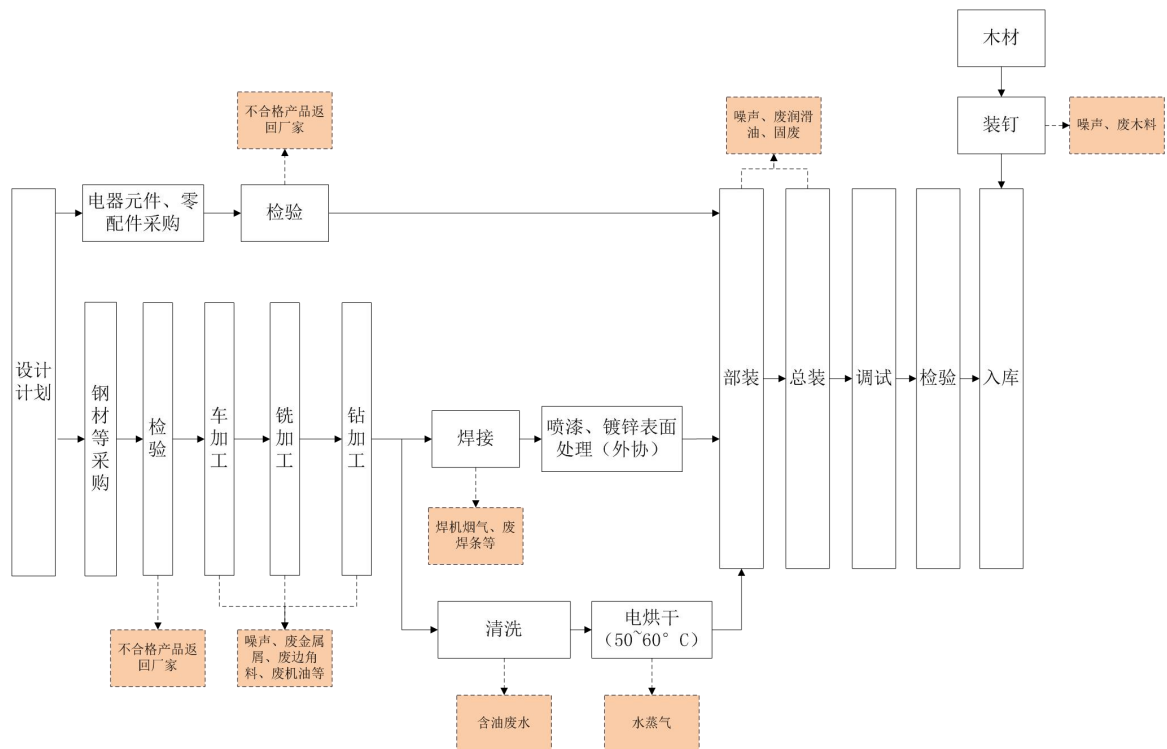 木材
不合格产品返
回厂家
噪声、废润滑
油、固废
装钉
噪声、废木料
电器元件、零
配件采购
检验
设计
计划
钢材等采购
检验
车加工
铣加工
钻加工
焊接
喷漆、镀锌表面
处理（外协）
部装
总装
调试
检验
入库
焊机烟气、废
焊条等
不合格产品返
回厂家
噪声、废金属
屑、废边角
料、废机油等
清洗
电烘干
（50~60° C）
含油废水
水蒸气